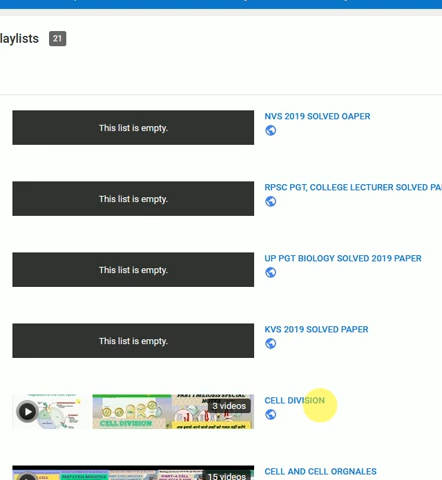 laylists 21
This list is empty.
NVS 2019 SOLVED OAPER
This list is empty.
RPSC PGT, COLLEGE LECTURER SOLVED PA
This list is empty.
UP PGT BIOLOGY SOLVED 2019 PAPER
This list is empty.
KVS 2019 SOLVED PAPER
3 videos
CELL DIVISION
CELL DIVISION
15 videos
CELL AND CELL ORGNALES